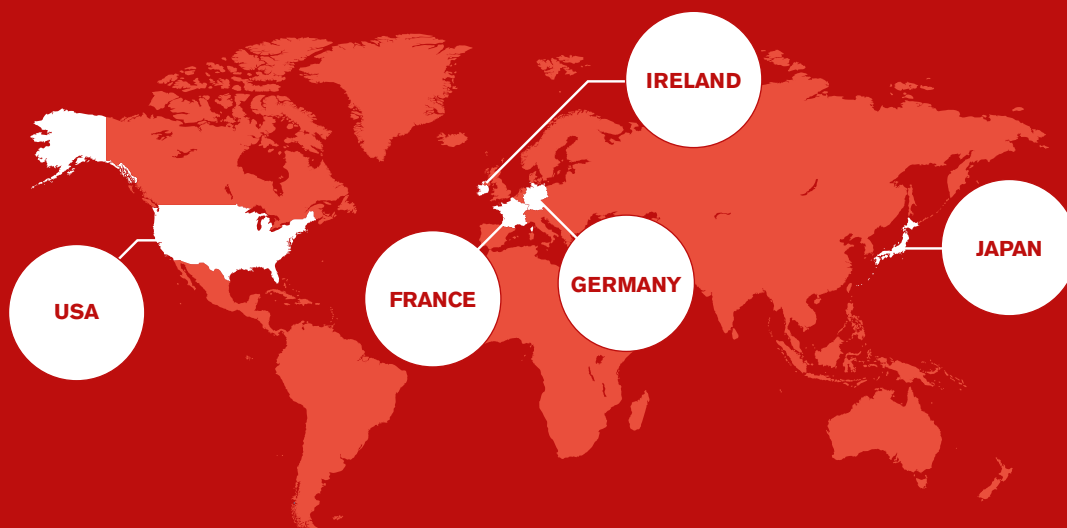 IRELAND
JAPAN
GERMANY
FRANCE
USA